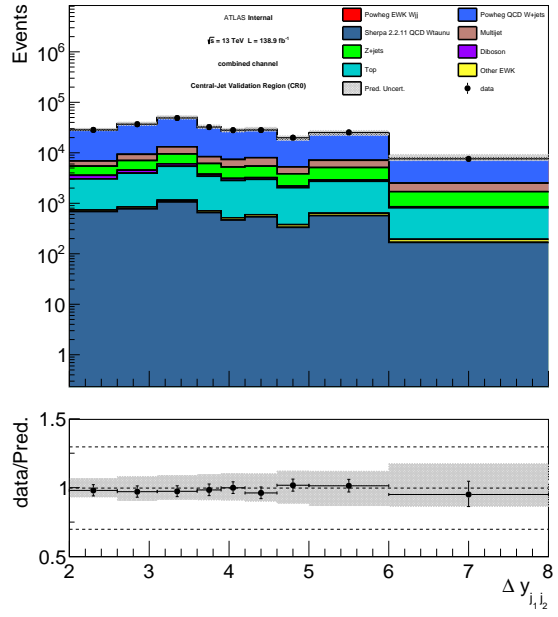 Events
10⁶
10⁵
10⁴
10³
10²
10
1
ATLAS Internal
√s = 13 TeV L = 138.9 fb⁻¹
combined channel
Central-Jet Validation Region (CR0)
Powheg EWK Wjj
Powheg QCD W+jets
Sherpa 2.2.11 QCD Wtaunu
Multijet
Z+jets
Diboson
Top
Other EWK
Pred. Uncert.
data
data/Pred.
1.5
1
0.5
2 3 4 5 6 7 8
Δ y_{j₁ j₂}